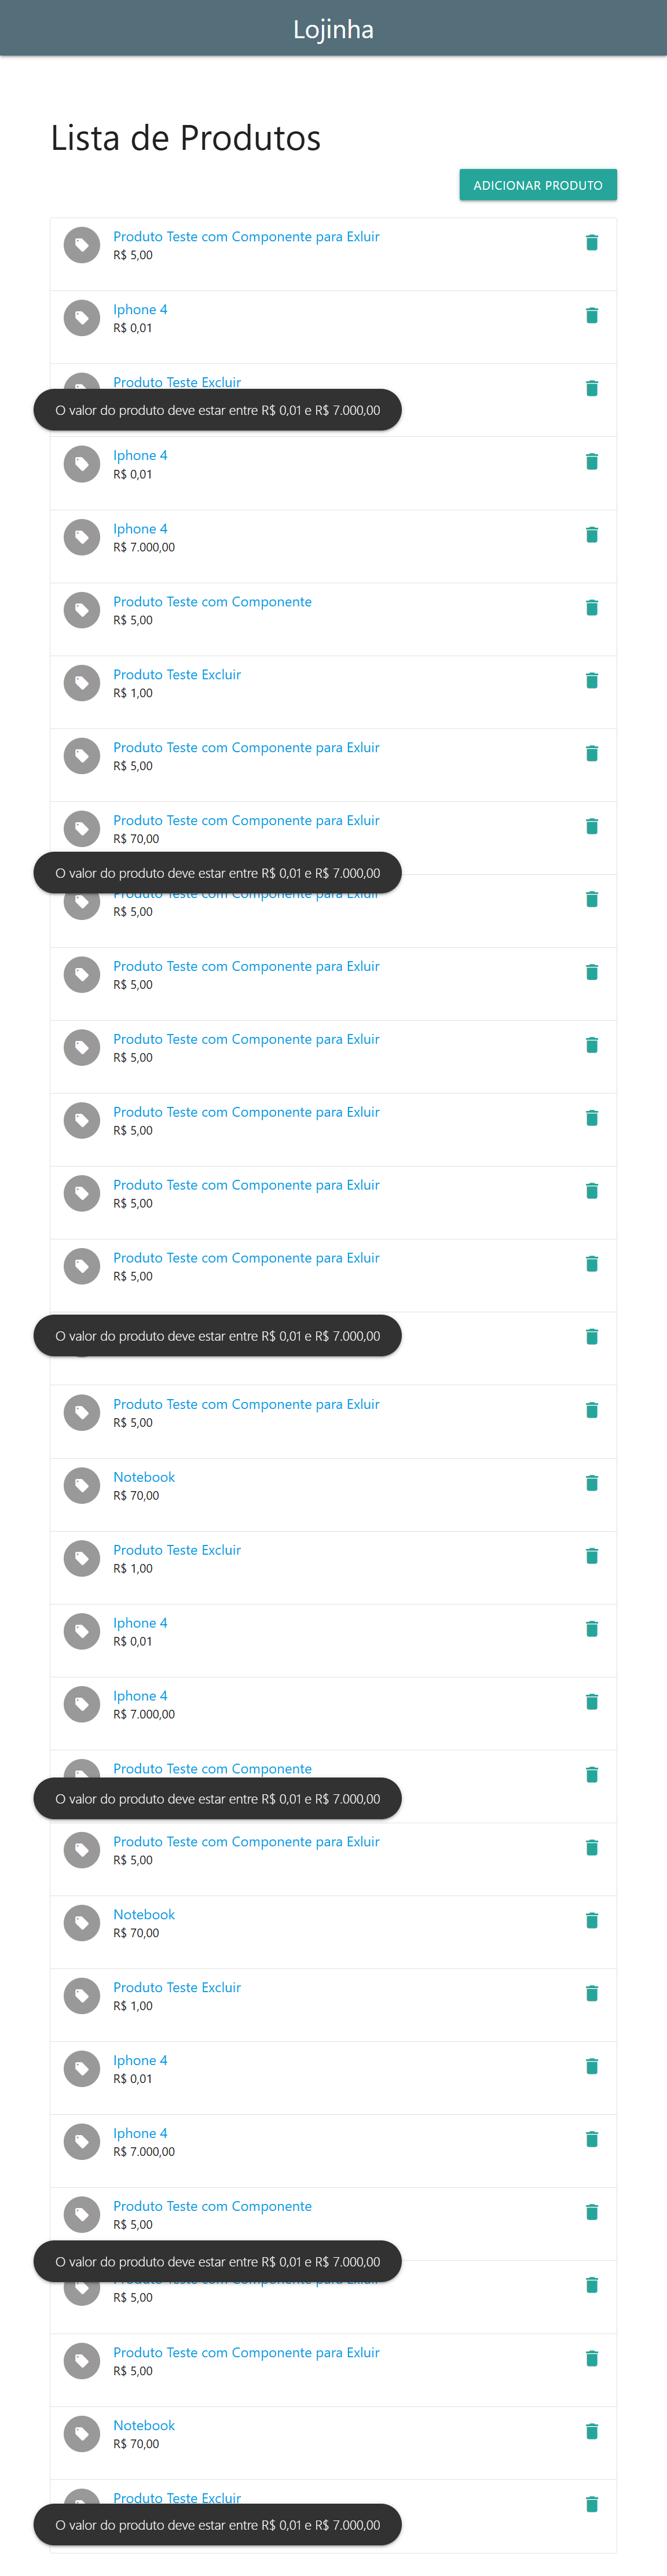 Lojinha
Lista de Produtos
ADICIONAR PRODUTO
Produto Teste com Componente para Exluir
R$ 5,00
Iphone 4
R$ 0,01
Produto Teste Excluir
O valor do produto deve estar entre R$ 0,01 e R$ 7.000,00
Iphone 4
R$ 0,01
Iphone 4
R$ 7.000,00
Produto Teste com Componente
R$ 5,00
Produto Teste Excluir
R$ 1,00
Produto Teste com Componente para Exluir
R$ 5,00
Produto Teste com Componente para Exluir
R$ 70,00
O valor do produto deve estar entre R$ 0,01 e R$ 7.000,00
Produto Teste com Componente para Exluir
R$ 5,00
Produto Teste com Componente para Exluir
R$ 5,00
Produto Teste com Componente para Exluir
R$ 5,00
Produto Teste com Componente para Exluir
R$ 5,00
Produto Teste com Componente para Exluir
R$ 5,00
Produto Teste com Componente para Exluir
R$ 5,00
O valor do produto deve estar entre R$ 0,01 e R$ 7.000,00
Produto Teste com Componente para Exluir
R$ 5,00
Notebook
R$ 70,00
Produto Teste Excluir
R$ 1,00
Iphone 4
R$ 0,01
Iphone 4
R$ 7.000,00
Produto Teste com Componente
O valor do produto deve estar entre R$ 0,01 e R$ 7.000,00
Produto Teste com Componente para Exluir
R$ 5,00
Notebook
R$ 70,00
Produto Teste Excluir
R$ 1,00
Iphone 4
R$ 0,01
Iphone 4
R$ 7.000,00
Produto Teste com Componente
R$ 5,00
O valor do produto deve estar entre R$ 0,01 e R$ 7.000,00
R$ 5,00
Produto Teste com Componente para Exluir
R$ 5,00
Notebook
R$ 70,00
Produto Teste Excluir
O valor do produto deve estar entre R$ 0,01 e R$ 7.000,00